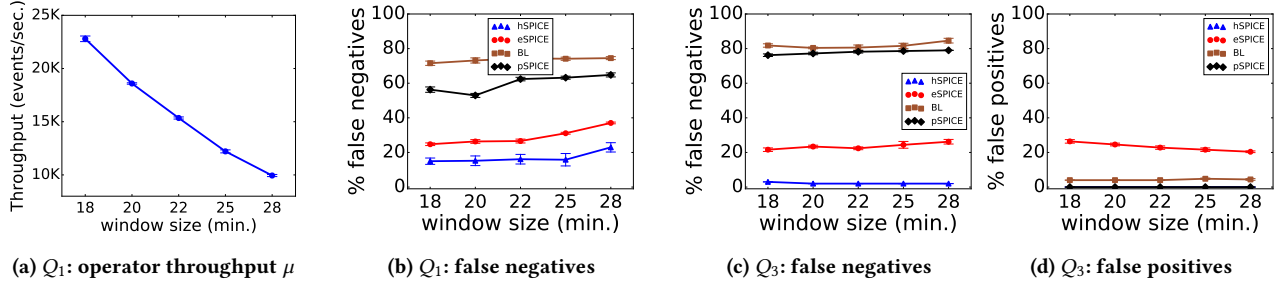 25K
20K
15K
10K
Throughput (events/sec.)
18 20 22 25 28
window size (min.)
(a) Q1: operator throughput μ
100
80
60
40
20
0
% false negatives
hSPICE
eSPICE
BL
pSPICE
18 20 22 25 28
window size (min.)
(b) Q1: false negatives
100
80
60
40
20
0
% false negatives
hSPICE
eSPICE
BL
pSPICE
18 20 22 25 28
window size (min.)
(c) Q3: false negatives
100
80
60
40
20
0
% false positives
hSPICE
eSPICE
BL
pSPICE
18 20 22 25 28
window size (min.)
(d) Q3: false positives